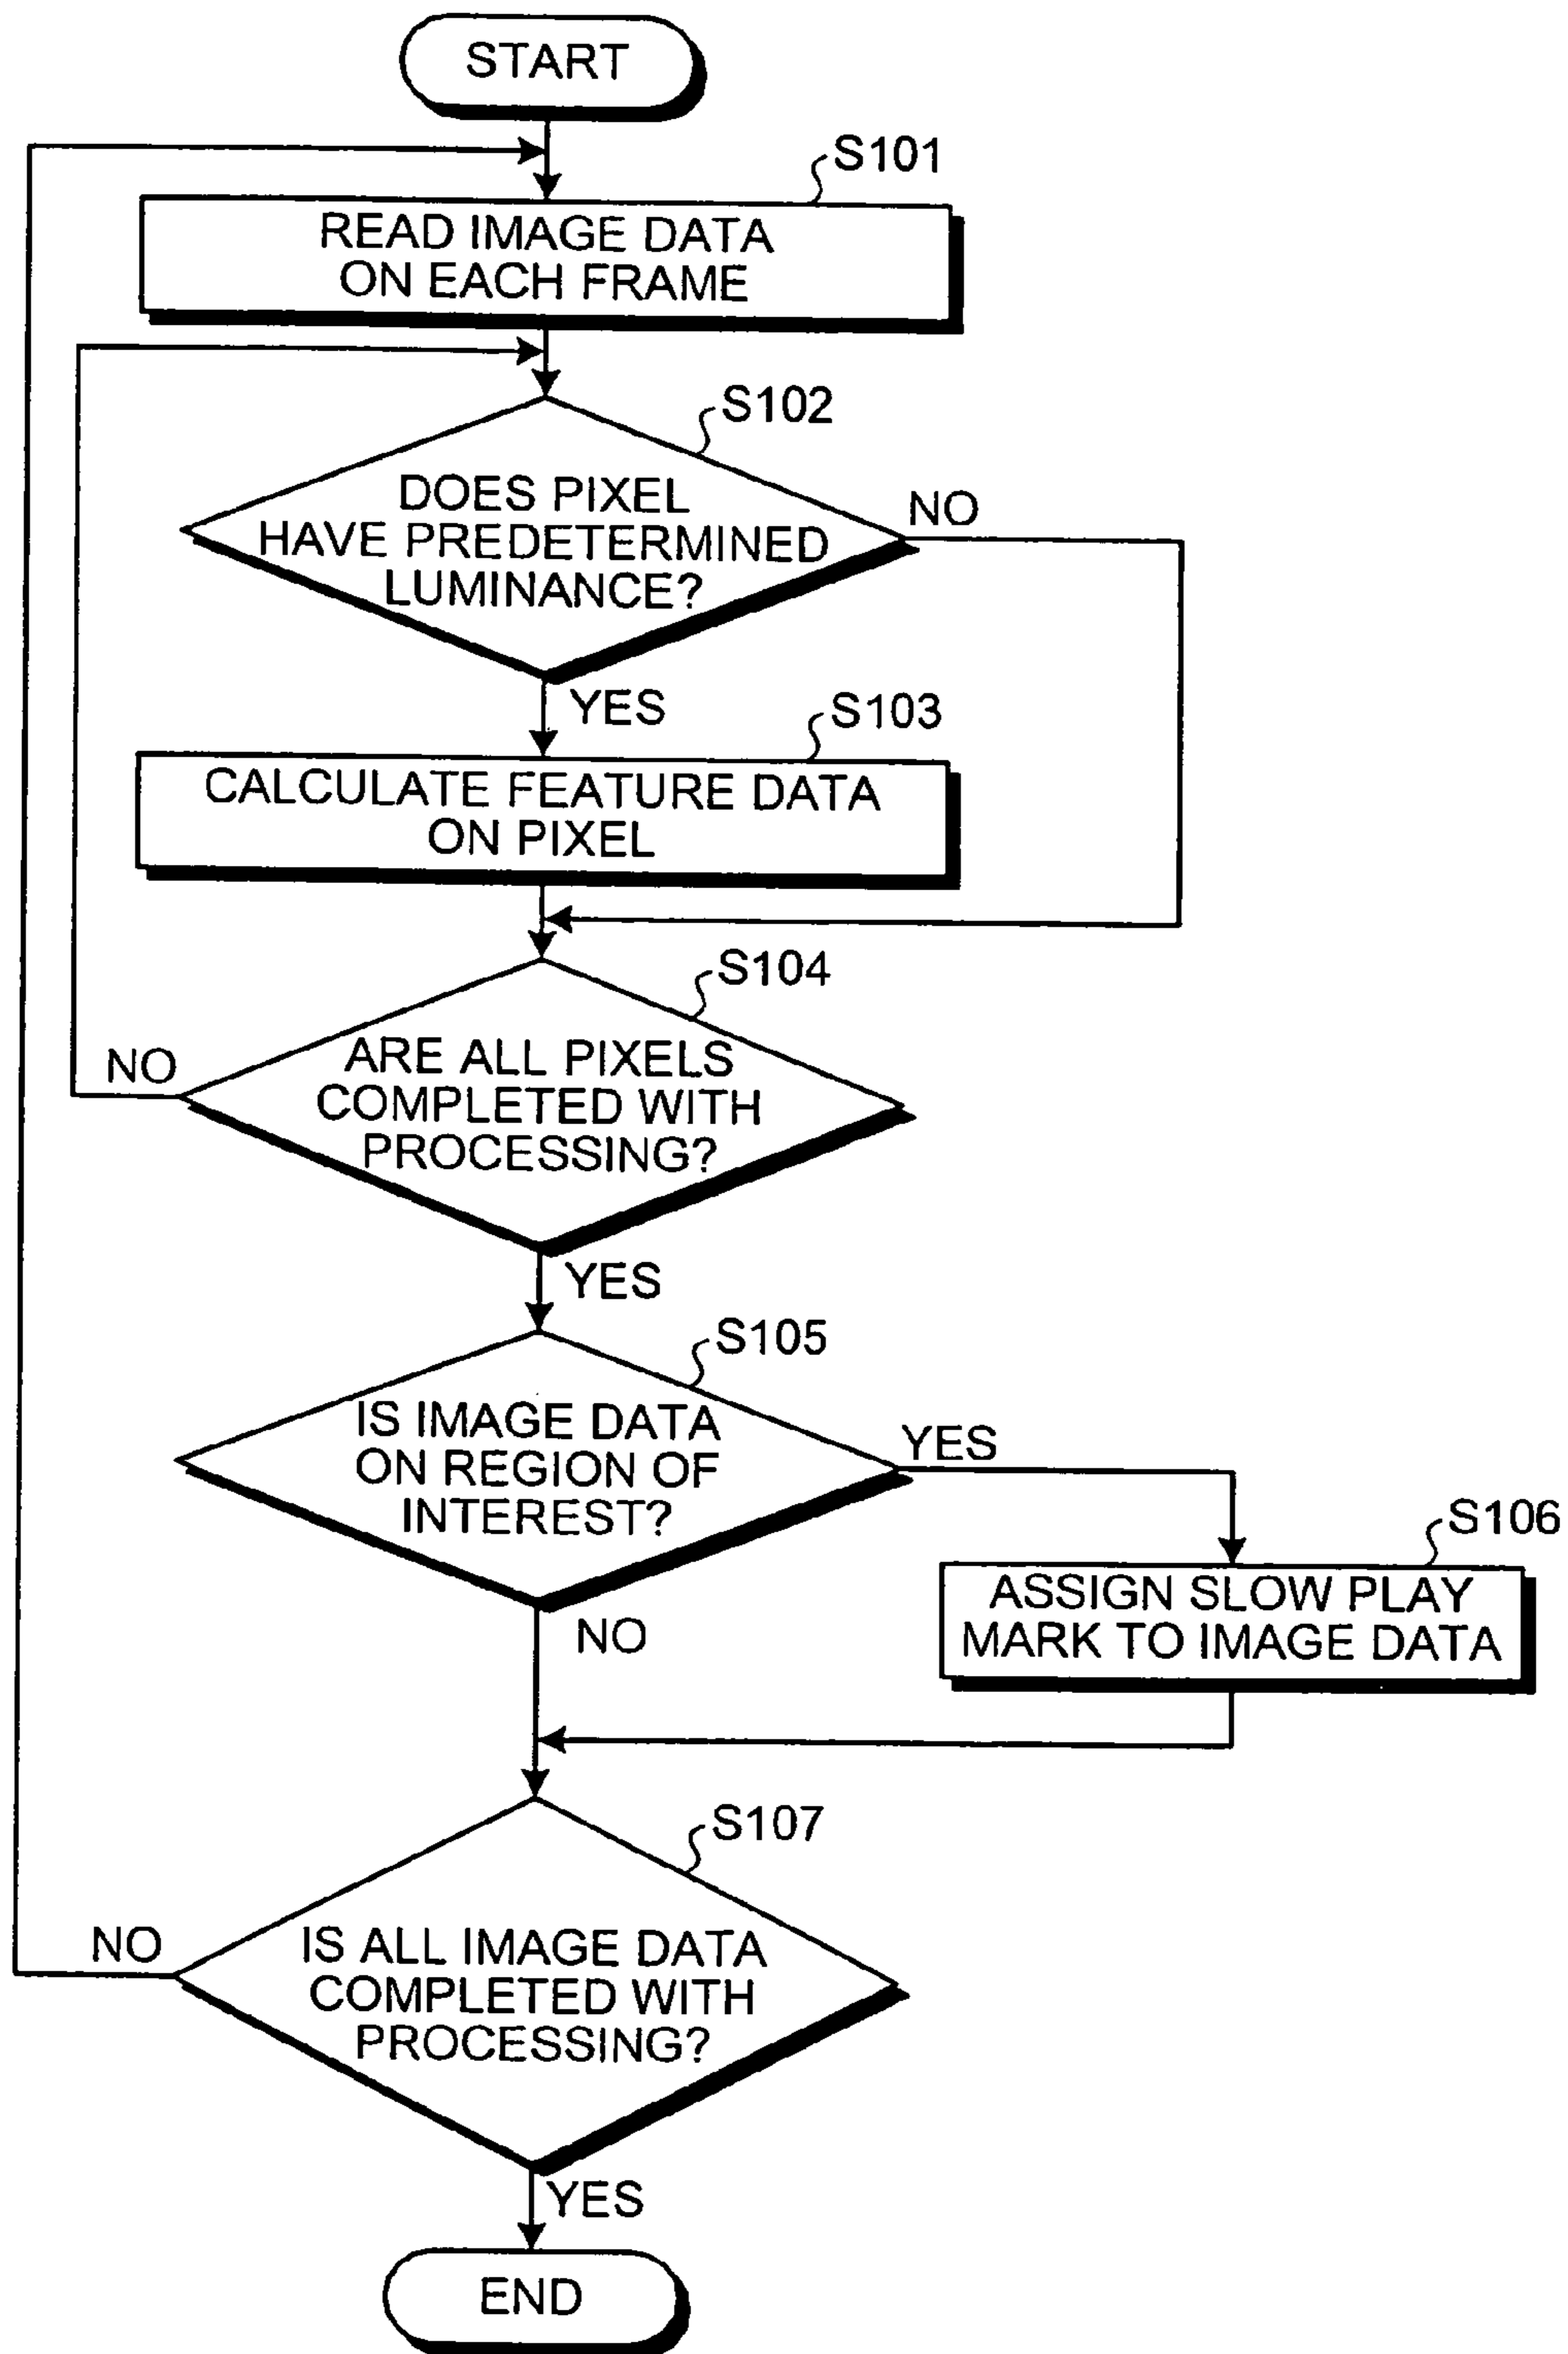 START
S101
READ IMAGE DATA
ON EACH FRAME
S102
DOES PIXEL
HAVE PREDETERMINED
LUMINANCE?
NO
YES
S103
CALCULATE FEATURE DATA
ON PIXEL
S104
NO
ARE ALL PIXELS
COMPLETED WITH
PROCESSING?
YES
S105
IS IMAGE DATA
ON REGION OF
INTEREST?
YES
S106
ASSIGN SLOW PLAY
MARK TO IMAGE DATA
NO
S107
NO
IS ALL IMAGE DATA
COMPLETED WITH
PROCESSING?
YES
END